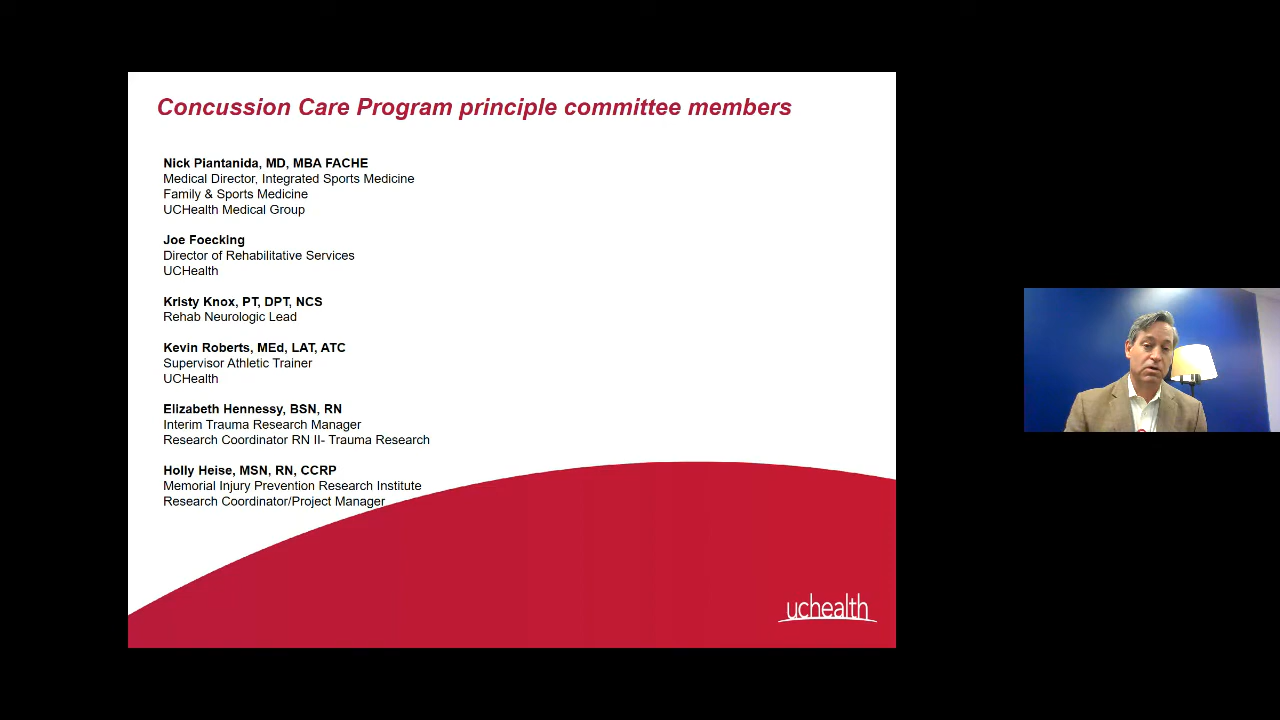 Concussion Care Program principle committee members
Nick Piantanida, MD, MBA FACHE
Medical Director, Integrated Sports Medicine
Family & Sports Medicine
UCHealth Medical Group
Joe Foecking
Director of Rehabilitative Services
UCHealth
Kristy Knox, PT, DPT, NCS
Rehab Neurologic Lead
Kevin Roberts, MEd, LAT, ATC
Supervisor Athletic Trainer
UCHealth
Elizabeth Hennessy, BSN, RN
Interim Trauma Research Manager
Research Coordinator RN II- Trauma Research
Holly Heise, MSN, RN, CCRP
Memorial Injury Prevention Research Institute
Research Coordinator/Project Manager
uchealth